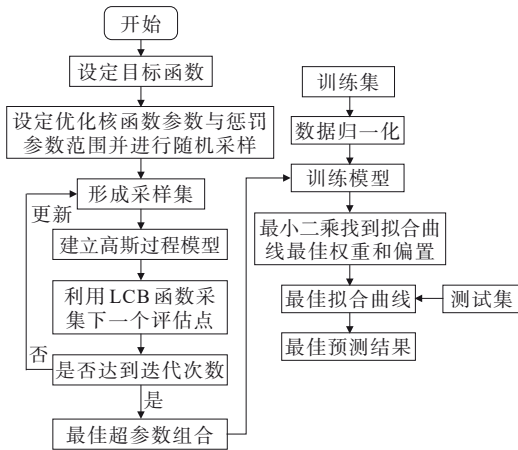 开始
设定目标函数
设定优化核函数参数与惩罚
参数范围并进行随机采样
形成采样集
更新
建立高斯过程模型
利用LCB函数采
集下一个评估点
否
是否达到迭代次数
是
最佳超参数组合
训练集
数据归一化
训练模型
最小二乘找到拟合曲
线最佳权重和偏置
最佳拟合曲线
测试集
最佳预测结果